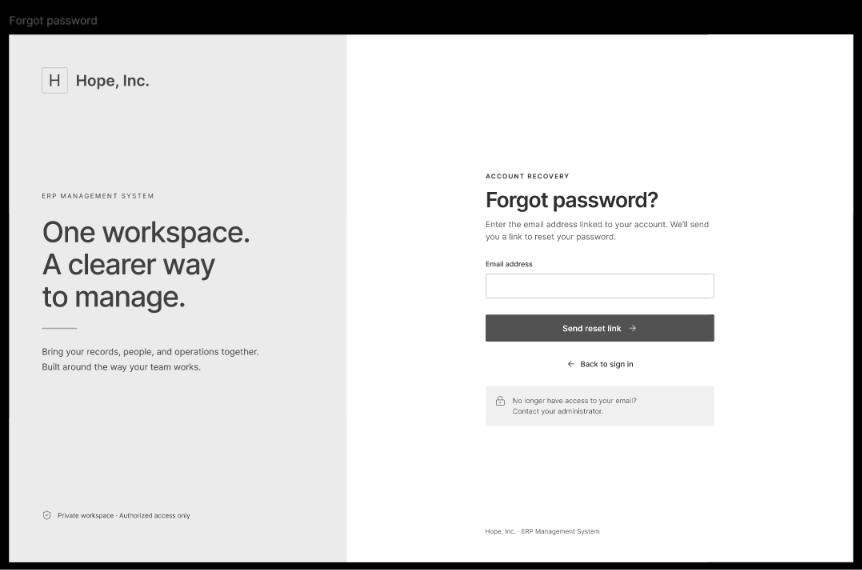 Forgot password
H Hope, Inc.
ERP MANAGEMENT SYSTEM
One workspace.
A clearer way
to manage.
Bring your records, people, and operations together.
Built around the way your team works.
Private workspace · Authorized access only
ACCOUNT RECOVERY
Forgot password?
Enter the email address linked to your account. We'll send
you a link to reset your password.
Email address
Send reset link →
← Back to sign in
No longer have access to your email?
Contact your administrator.
Hope, Inc. · ERP Management System